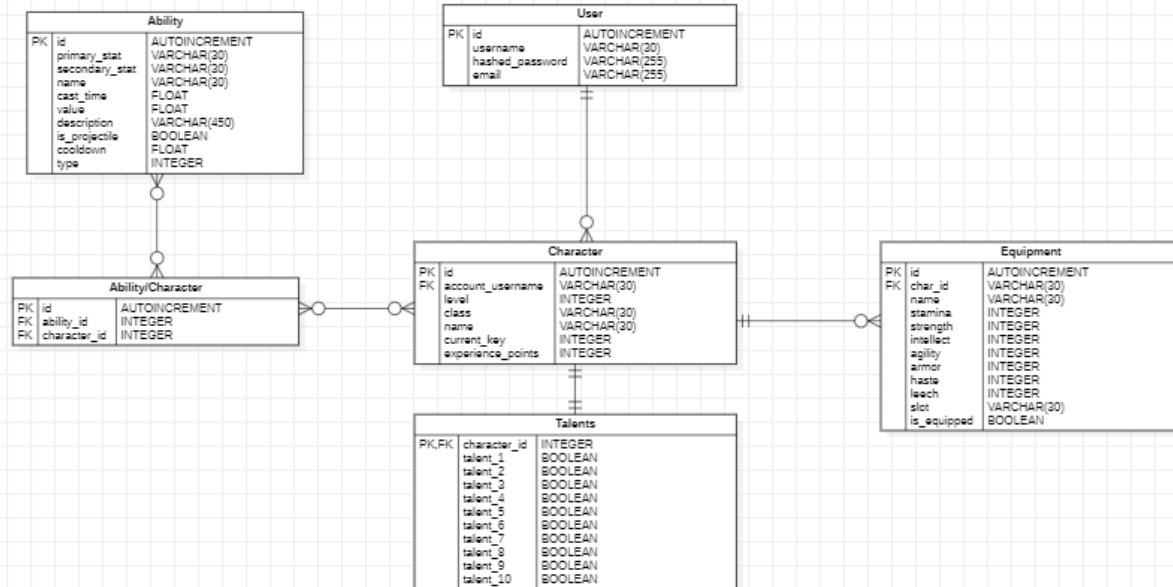 Ability
PK id AUTOINCREMENT
primary_stat VARCHAR(30)
secondary_stat VARCHAR(30)
name VARCHAR(30)
cast_time FLOAT
value FLOAT
description VARCHAR(450)
is_projectile BOOLEAN
cooldown FLOAT
type INTEGER
User
PK id AUTOINCREMENT
username VARCHAR(30)
hashed_password VARCHAR(255)
email VARCHAR(255)
Ability/Character
PK id AUTOINCREMENT
FK ability_id INTEGER
FK character_id INTEGER
Character
PK id AUTOINCREMENT
FK account_username VARCHAR(30)
level INTEGER
class VARCHAR(30)
name VARCHAR(30)
current_key INTEGER
experience_points INTEGER
Equipment
PK id AUTOINCREMENT
FK char_id VARCHAR(30)
name VARCHAR(30)
stamina INTEGER
strength INTEGER
intellect INTEGER
agility INTEGER
armor INTEGER
haste INTEGER
leech INTEGER
slot VARCHAR(30)
is_equipped BOOLEAN
Talents
PK,FK character_id INTEGER
talent_1 BOOLEAN
talent_2 BOOLEAN
talent_3 BOOLEAN
talent_4 BOOLEAN
talent_5 BOOLEAN
talent_6 BOOLEAN
talent_7 BOOLEAN
talent_8 BOOLEAN
talent_9 BOOLEAN
talent_10 BOOLEAN